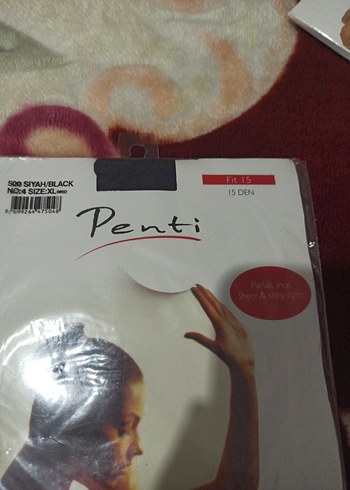 500 SIYAH/BLACK
NO:4 SIZE:XL
Fit 15
15 DEN
Penti
Parlak, ince
Sheer & shiny tights